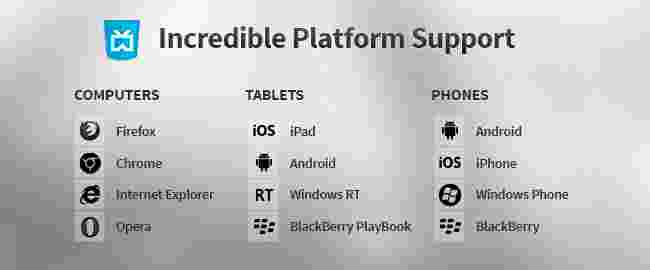 Incredible Platform Support
COMPUTERS
Firefox
Chrome
Internet Explorer
Opera
TABLETS
iOS iPad
Android
RT Windows RT
BlackBerry PlayBook
PHONES
Android
iOS iPhone
Windows Phone
BlackBerry